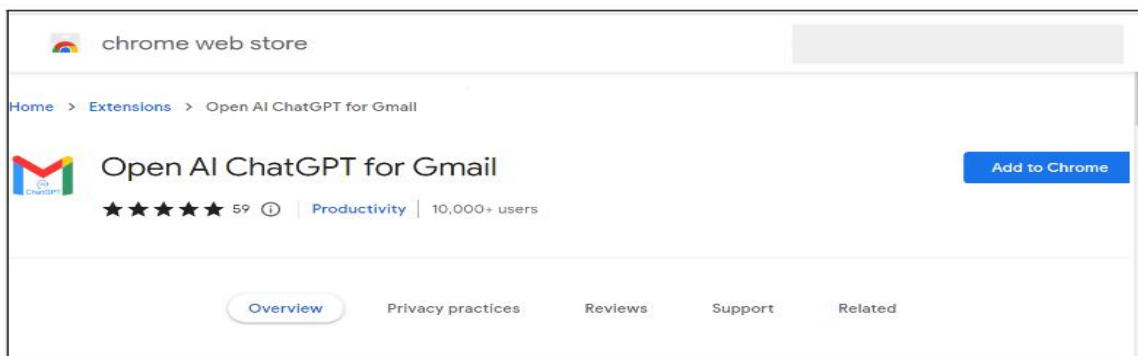 chrome web store
Home > Extensions > Open AI ChatGPT for Gmail
Open AI ChatGPT for Gmail
Add to Chrome
ChatGPT
59 Productivity 10,000+ users
Overview Privacy practices Reviews Support Related